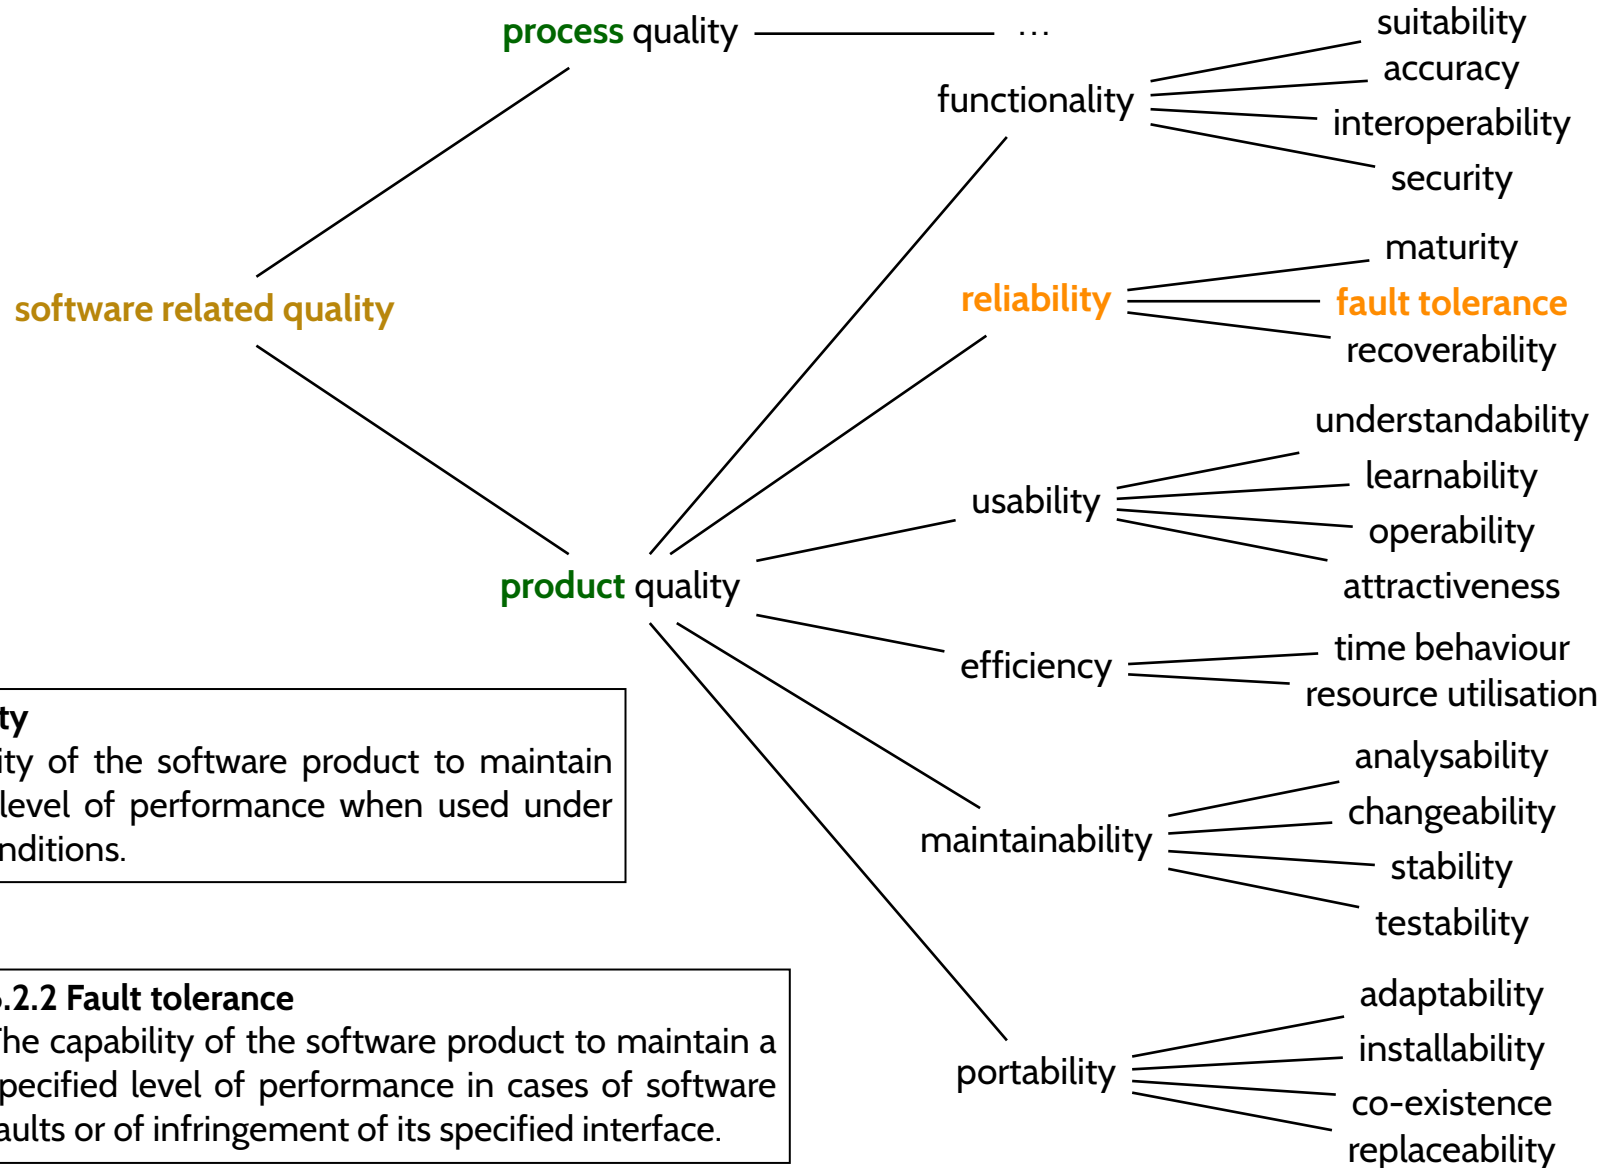 process quality
...
functionality
suitability
accuracy
interoperability
security
software related quality
reliability
maturity
fault tolerance
recoverability
product quality
usability
understandability
learnability
operability
attractiveness
efficiency
time behaviour
resource utilisation
maintainability
analysability
changeability
stability
testability
portability
adaptability
installability
co-existence
replaceability
ty
ity of the software product to maintain
level of performance when used under
nditions.
.2.2 Fault tolerance
he capability of the software product to maintain a
pecified level of performance in cases of software
aults or of infringement of its specified interface.